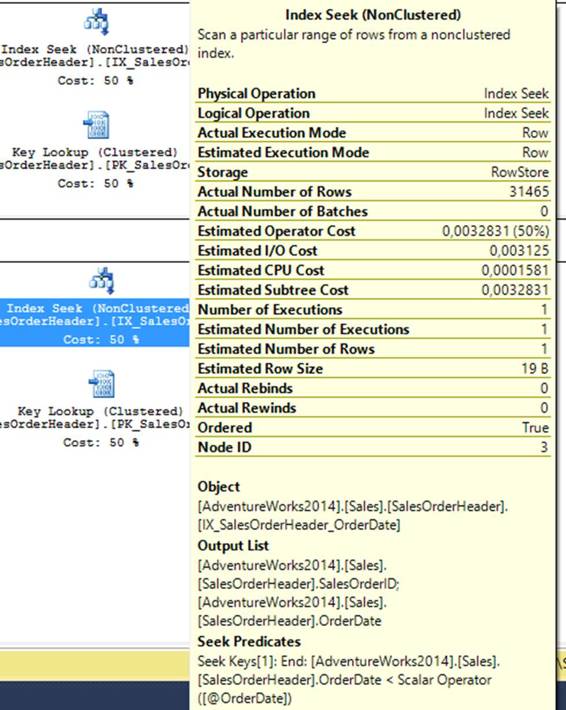 Index Seek (NonClustered)
sOrderHeader].[IX_SalesOr
Cost: 50 %
Key Lookup (Clustered)
sOrderHeader].[PK_SalesOr
Cost: 50 %
Index Seek (NonClustered
esOrderHeader].[IX_SalesO
Cost: 50 %
Key Lookup (Clustered)
esOrderHeader].[PK_SalesO
Cost: 50 %
Index Seek (NonClustered)
Scan a particular range of rows from a nonclustered
index.
Physical Operation Index Seek
Logical Operation Index Seek
Actual Execution Mode Row
Estimated Execution Mode Row
Storage RowStore
Actual Number of Rows 31465
Actual Number of Batches 0
Estimated Operator Cost 0,0032831 (50%)
Estimated I/O Cost 0,003125
Estimated CPU Cost 0,0001581
Estimated Subtree Cost 0,0032831
Number of Executions 1
Estimated Number of Executions 1
Estimated Number of Rows 1
Estimated Row Size 19 B
Actual Rebinds 0
Actual Rewinds 0
Ordered True
Node ID 3
Object
[AdventureWorks2014].[Sales].[SalesOrderHeader].
[IX_SalesOrderHeader_OrderDate]
Output List
[AdventureWorks2014].[Sales].
[SalesOrderHeader].SalesOrderID;
[AdventureWorks2014].[Sales].
[SalesOrderHeader].OrderDate
Seek Predicates
Seek Keys[1]: End: [AdventureWorks2014].[Sales].
[SalesOrderHeader].OrderDate < Scalar Operator
([@OrderDate])